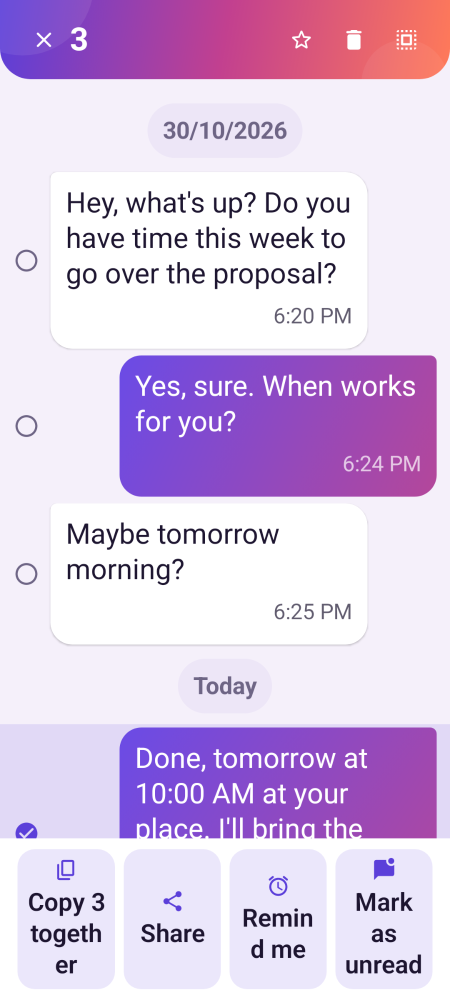 3
30/10/2026
Hey, what's up? Do you
have time this week to
go over the proposal?
6:20 PM
Yes, sure. When works
for you?
6:24 PM
Maybe tomorrow
morning?
6:25 PM
Today
Done, tomorrow at
10:00 AM at your
place. I'll bring the
Copy 3
togeth
er
Share
Remin
d me
Mark
as
unread